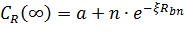 C_R(∞) = a + n · e^{-ξR_{bn}}